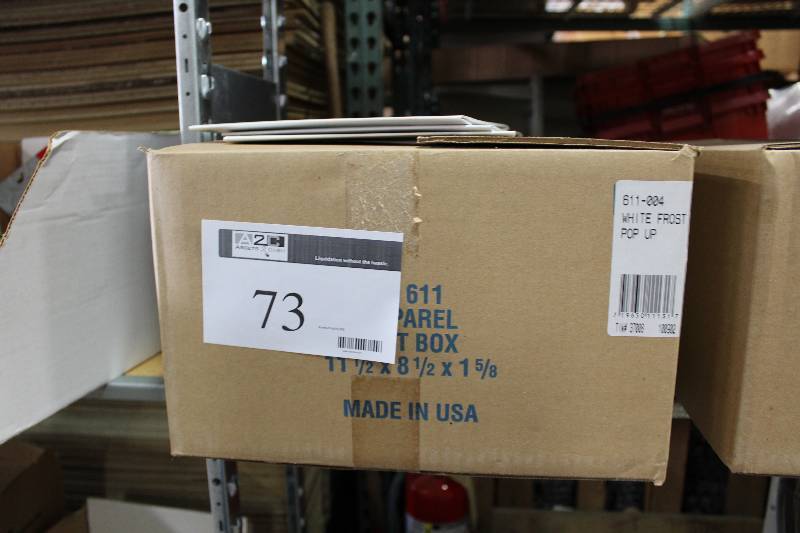 A2C
Liquidation without the hassle.
73
611
PAREL
T BOX
11 1/2 x 8 1/2 x 1 5/8
MADE IN USA
611-004
WHITE FROST
POP UP